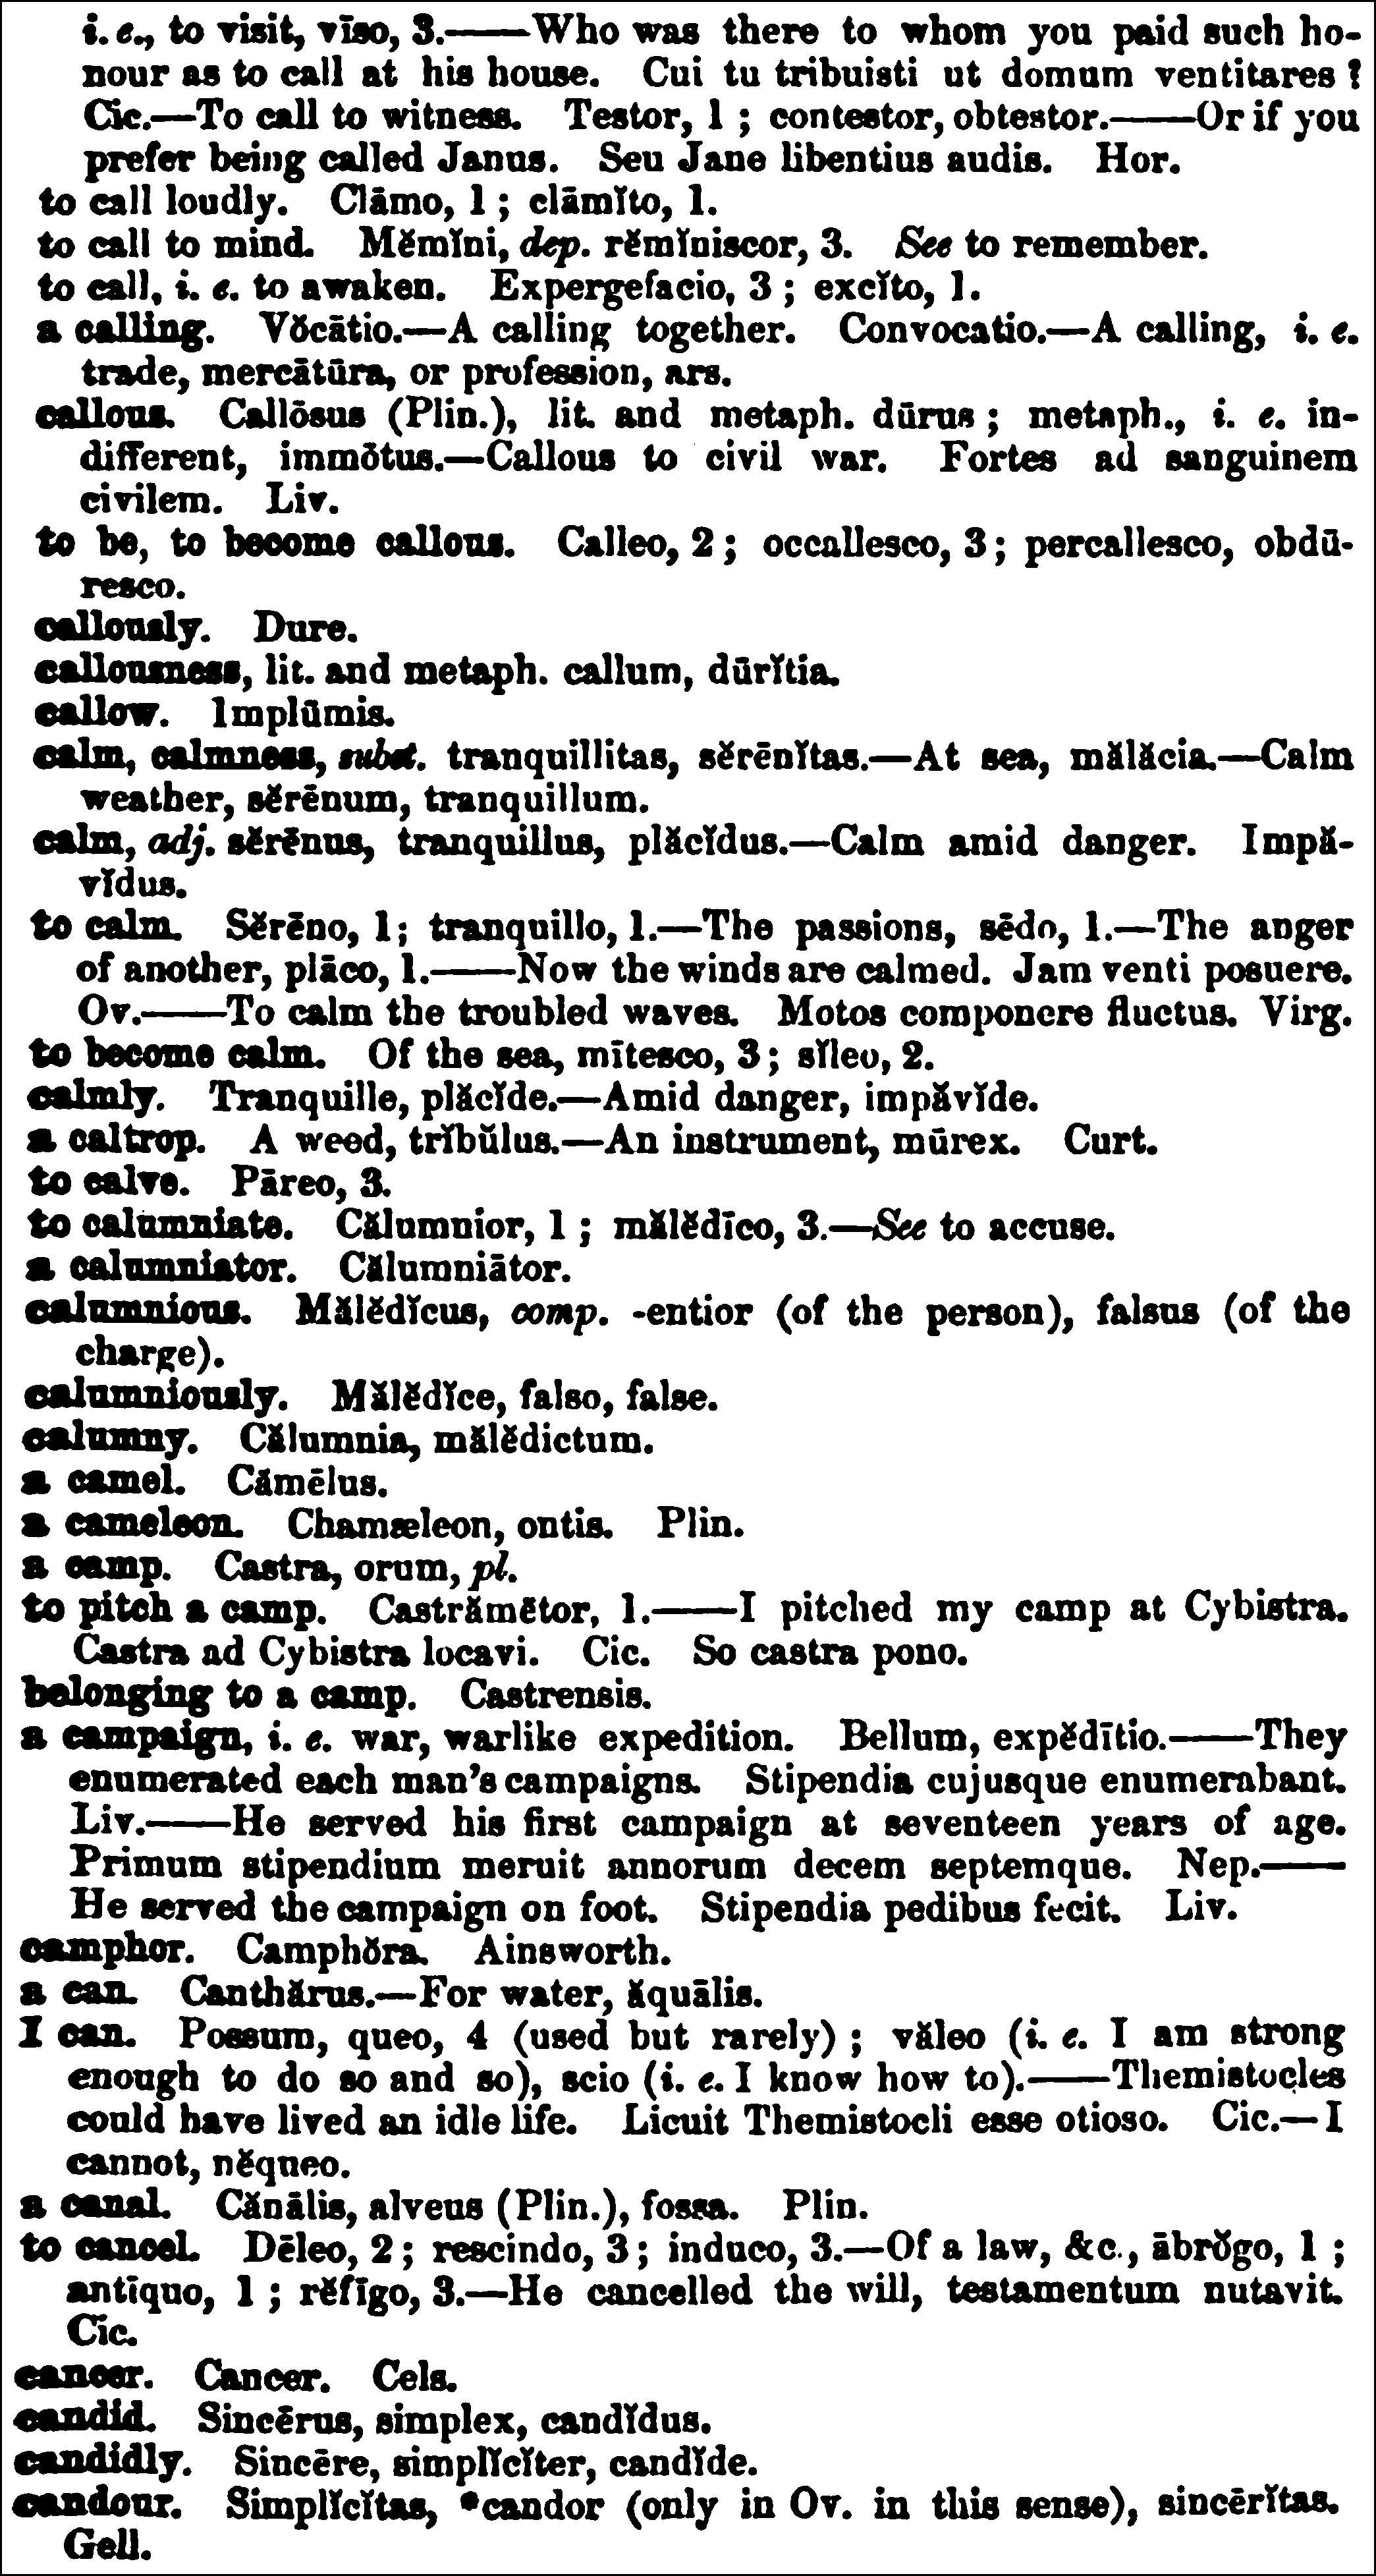 i. e., to visit, vīso, 3.——Who was there to whom you paid such ho-
nour as to call at his house. Cui tu tribuisti ut domum ventitares?
Cic.—To call to witness. Testor, 1 ; contestor, obtestor.——Or if you
prefer being called Janus. Seu Jane libentius audis. Hor.
to call loudly. Clāmo, 1 ; clāmĭto, 1.
to call to mind. Mĕmĭni, dep. rĕmĭniscor, 3. See to remember.
to call, i. e. to awaken. Expergefacio, 3 ; excĭto, 1.
a calling. Vŏcātio.—A calling together. Convocatio.—A calling, i. e.
trade, mercātūra, or profession, ars.
callous. Callōsus (Plin.), lit. and metaph. dūrus ; metaph., i. e. in-
different, immōtus.—Callous to civil war. Fortes ad sanguinem
civilem. Liv.
to be, to become callous. Calleo, 2 ; occallesco, 3 ; percallesco, obdū-
resco.
callously. Dure.
callousness, lit. and metaph. callum, dūrĭtia.
callow. Implūmis.
calm, calmness, subst. tranquillitas, sĕrēnĭtas.—At sea, mălăcia.—Calm
weather, sĕrēnum, tranquillum.
calm, adj. sĕrēnus, tranquillus, plăcĭdus.—Calm amid danger. Impă-
vĭdus.
to calm. Sĕrēno, 1 ; tranquillo, 1.—The passions, sēdo, 1.—The anger
of another, plāco, 1.——Now the winds are calmed. Jam venti posuere.
Ov.——To calm the troubled waves. Motos componere fluctus. Virg.
to become calm. Of the sea, mītesco, 3 ; sĭleo, 2.
calmly. Tranquille, plăcĭde.—Amid danger, impăvĭde.
a caltrop. A weed, trĭbŭlus.—An instrument, mūrex. Curt.
to calve. Pāreo, 3.
to calumniate. Călumnior, 1 ; mălĕdīco, 3.—See to accuse.
a calumniator. Călumniātor.
calumnious. Mălĕdĭcus, comp. -entior (of the person), falsus (of the
charge).
calumniously. Mălĕdĭce, falso, false.
calumny. Călumnia, mălĕdictum.
a camel. Cămēlus.
a cameleon. Chamæleon, ontis. Plin.
a camp. Castra, orum, pl.
to pitch a camp. Castrămētor, 1.——I pitched my camp at Cybistra.
Castra ad Cybistra locavi. Cic. So castra pono.
belonging to a camp. Castrensis.
a campaign, i. e. war, warlike expedition. Bellum, expĕdītio.——They
enumerated each man's campaigns. Stipendia cujusque enumerabant.
Liv.——He served his first campaign at seventeen years of age.
Primum stipendium meruit annorum decem septemque. Nep.——
He served the campaign on foot. Stipendia pedibus fecit. Liv.
camphor. Camphŏra. Ainsworth.
a can. Canthărus.—For water, ăquālis.
I can. Possum, queo, 4 (used but rarely) ; văleo (i. e. I am strong
enough to do so and so), scio (i. e. I know how to).——Themistocles
could have lived an idle life. Licuit Themistocli esse otioso. Cic.—I
cannot, nĕqueo.
a canal. Cănālis, alveus (Plin.), fossa. Plin.
to cancel. Dēleo, 2 ; rescindo, 3 ; induco, 3.—Of a law, &c., ābrŏgo, 1 ;
antīquo, 1 ; rĕfīgo, 3.—He cancelled the will, testamentum nutavit.
Cic.
cancer. Cancer. Cels.
candid. Sincērus, simplex, candĭdus.
candidly. Sincēre, simplĭcĭter, candĭde.
candour. Simplĭcĭtas, *candor (only in Ov. in this sense), sincērĭtas.
Gell.